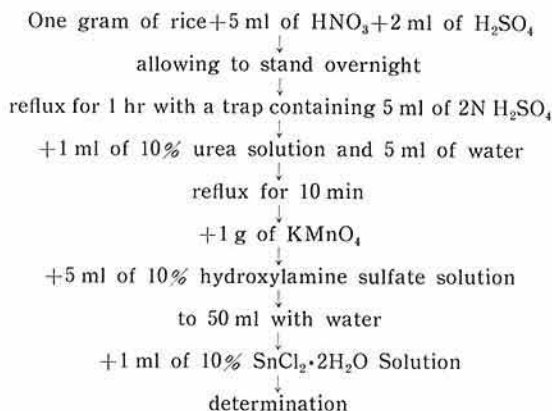 One gram of rice+5 ml of HNO₃+2 ml of H₂SO₄
↓
allowing to stand overnight
↓
reflux for 1 hr with a trap containing 5 ml of 2N H₂SO₄
↓
+1 ml of 10% urea solution and 5 ml of water
↓
reflux for 10 min
↓
+1 g of KMnO₄
↓
+5 ml of 10% hydroxylamine sulfate solution
↓
to 50 ml with water
↓
+1 ml of 10% SnCl₂·2H₂O Solution
↓
determination